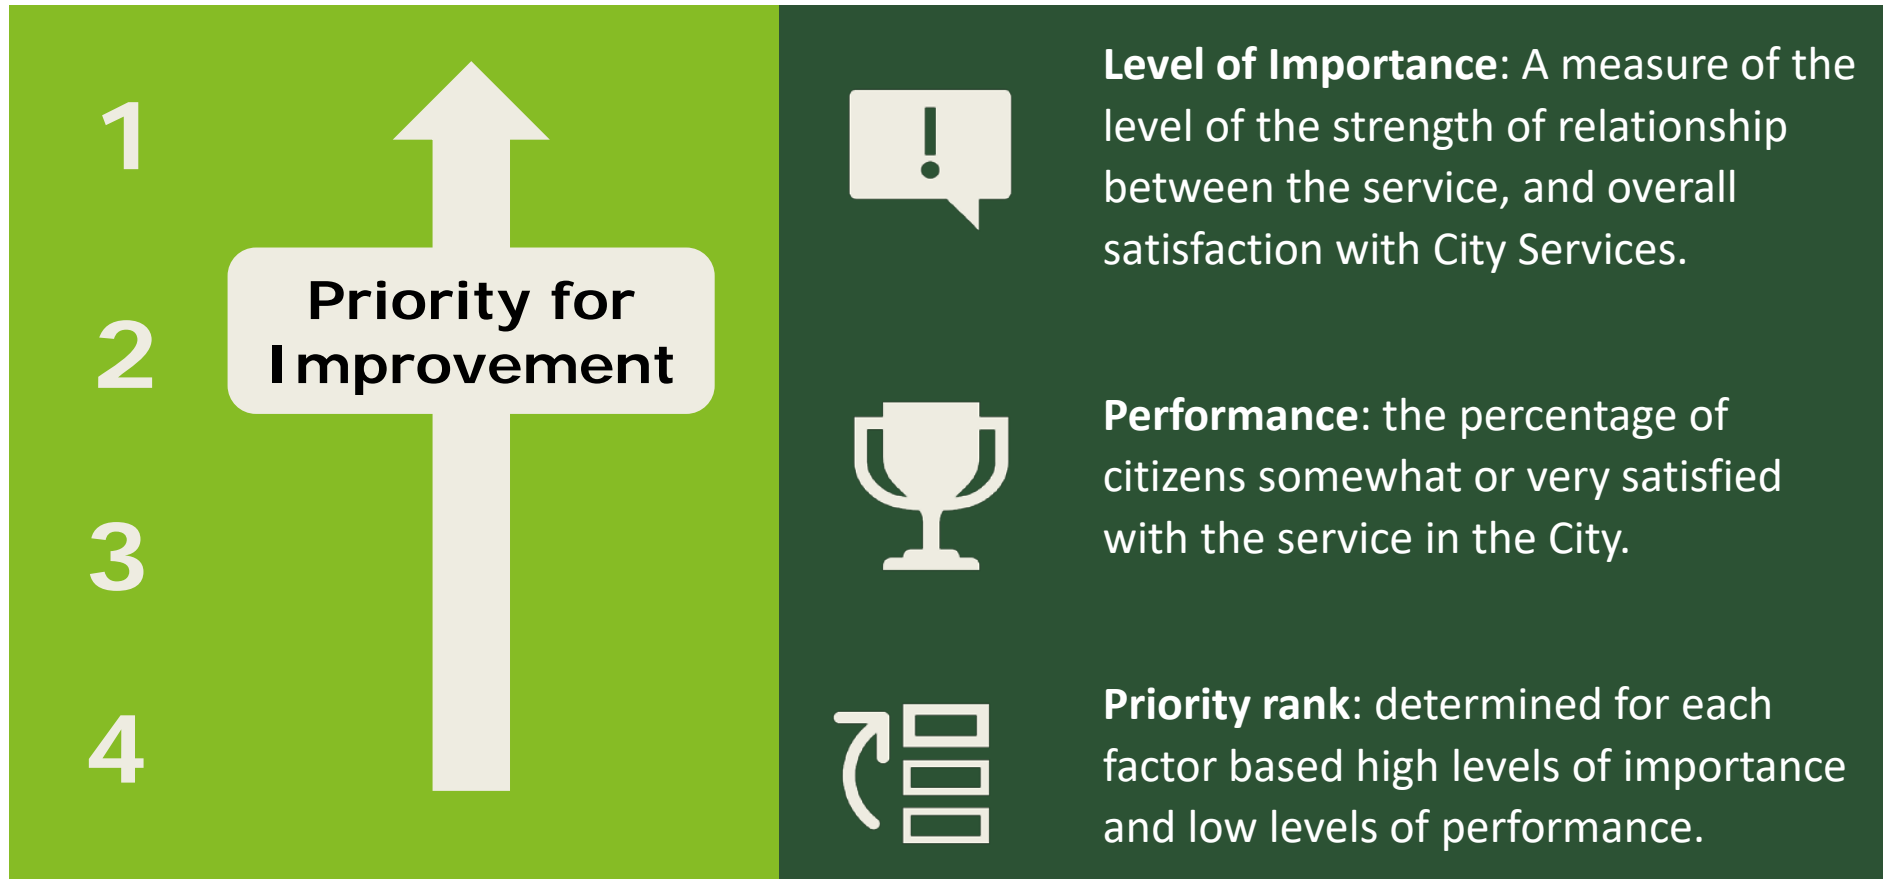 1
2
3
4
Priority for
Improvement
Level of Importance: A measure of the
level of the strength of relationship
between the service, and overall
satisfaction with City Services.
Performance: the percentage of
citizens somewhat or very satisfied
with the service in the City.
Priority rank: determined for each
factor based high levels of importance
and low levels of performance.